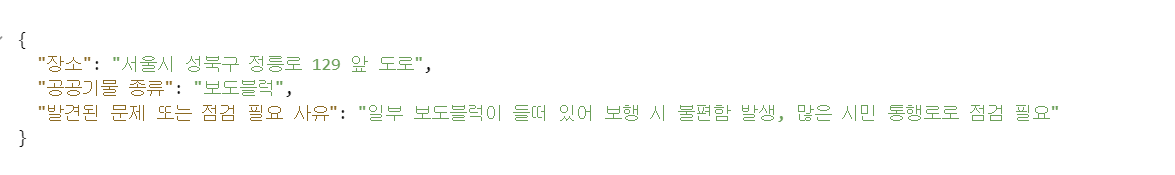 {
"장소": "서울시 성북구 정릉로 129 앞 도로",
"공공기물 종류": "보도블럭",
"발견된 문제 또는 점검 필요 사유": "일부 보도블럭이 들떠 있어 보행 시 불편함 발생, 많은 시민 통행로로 점검 필요"
}